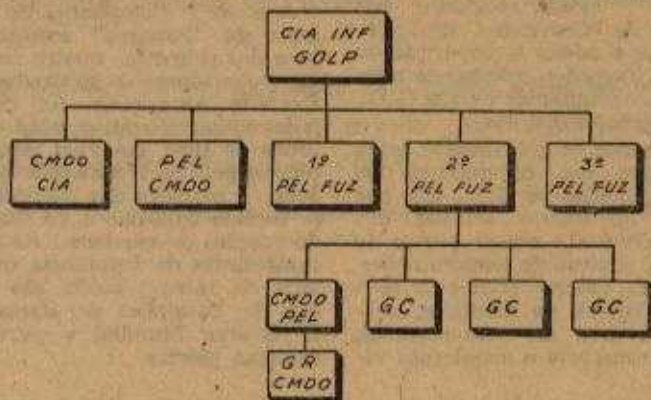 CIA INF
GOLP
CMDO
CIA
PEL
CMDO
1º
PEL FUZ
2º
PEL FUZ
3º
PEL FUZ
CMDO
PEL
GC.
GC
GC
GR
CMDO